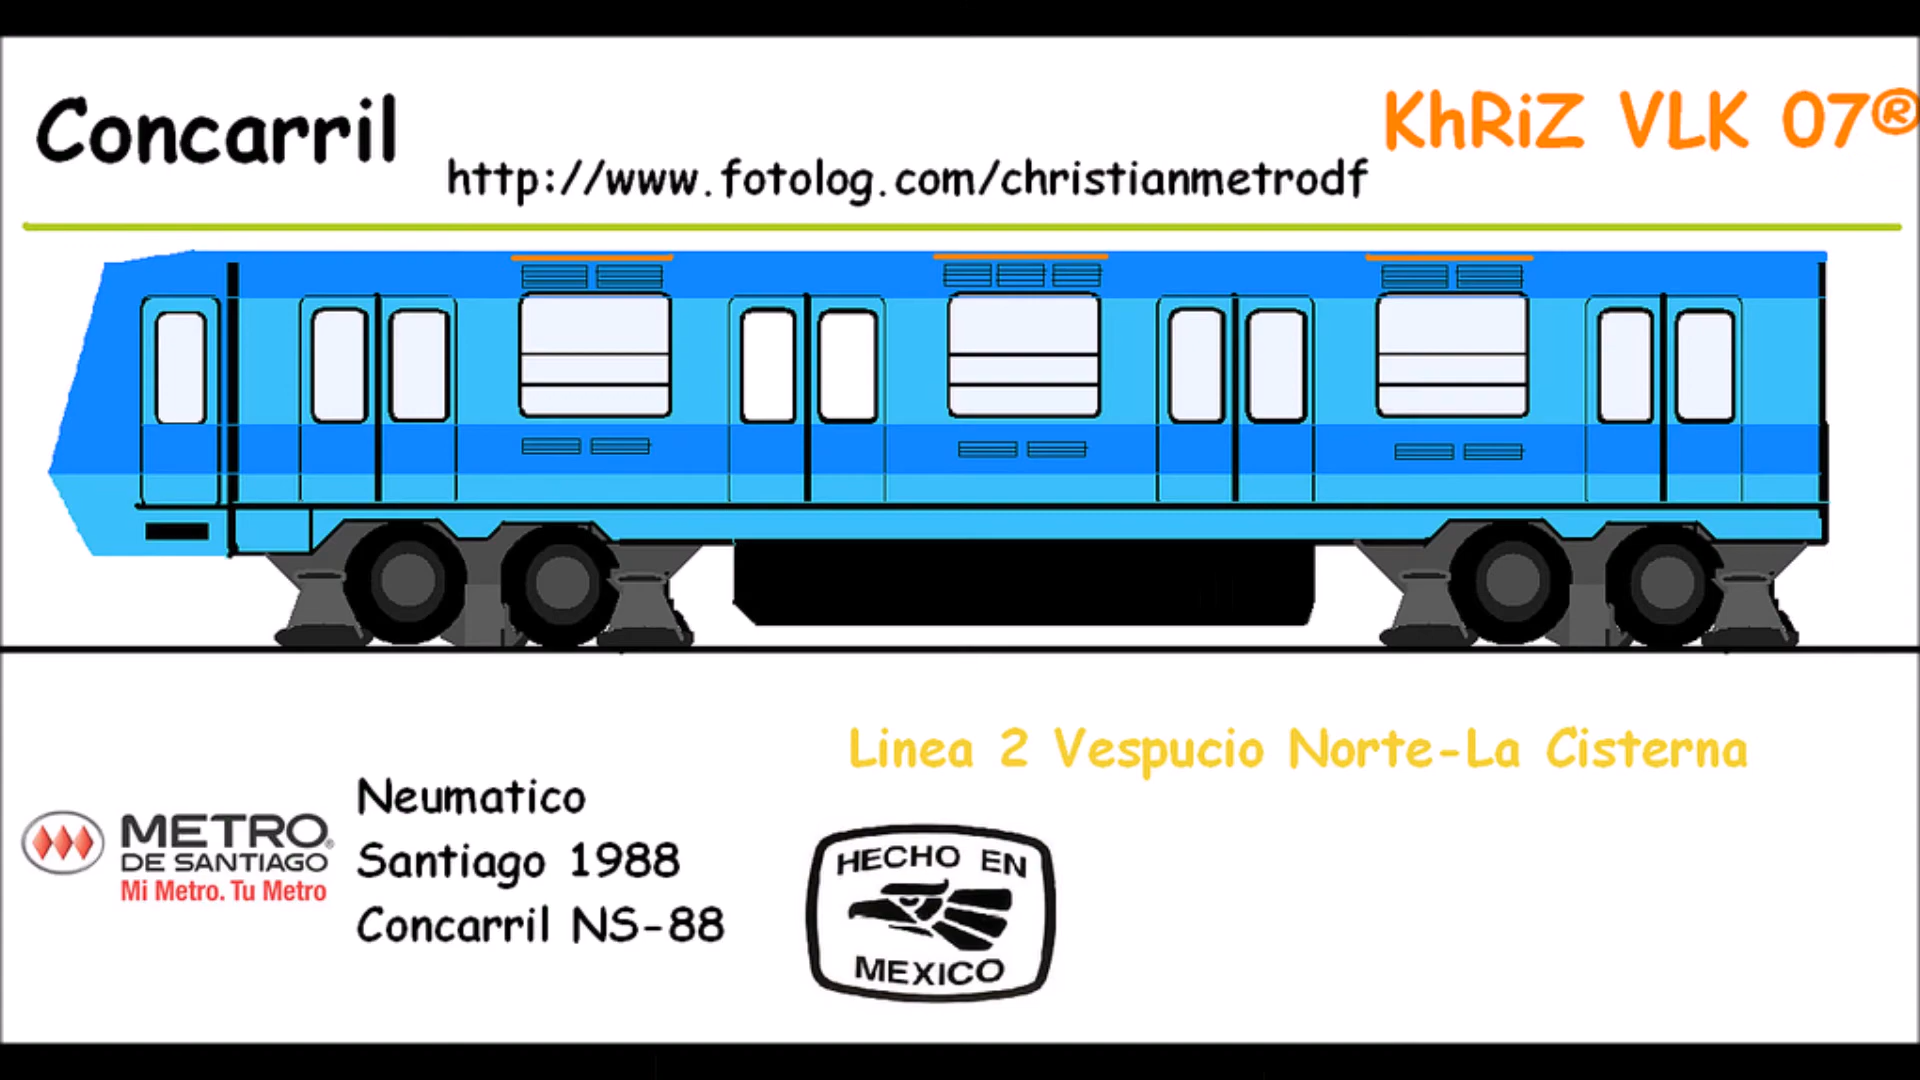 Concarril
KhRiZ VLK 07®
http://www.fotolog.com/christianmetrodf
Linea 2 Vespucio Norte-La Cisterna
METRO®
DE SANTIAGO
Mi Metro. Tu Metro
Neumatico
Santiago 1988
Concarril NS-88
HECHO EN
MEXICO